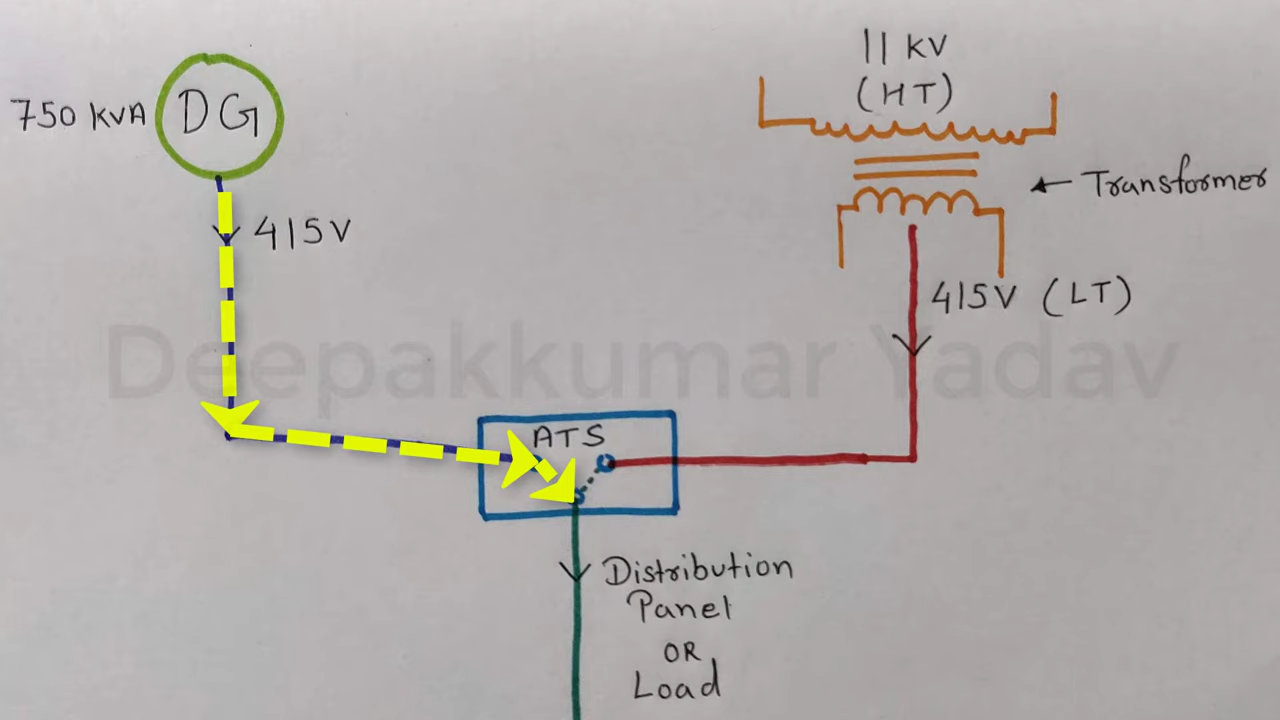 11 KV
(HT)
750 KVA
DG
Transformer
415V
415V (LT)
Deepakkumar Yadav
ATS
Distribution
Panel
OR
Load